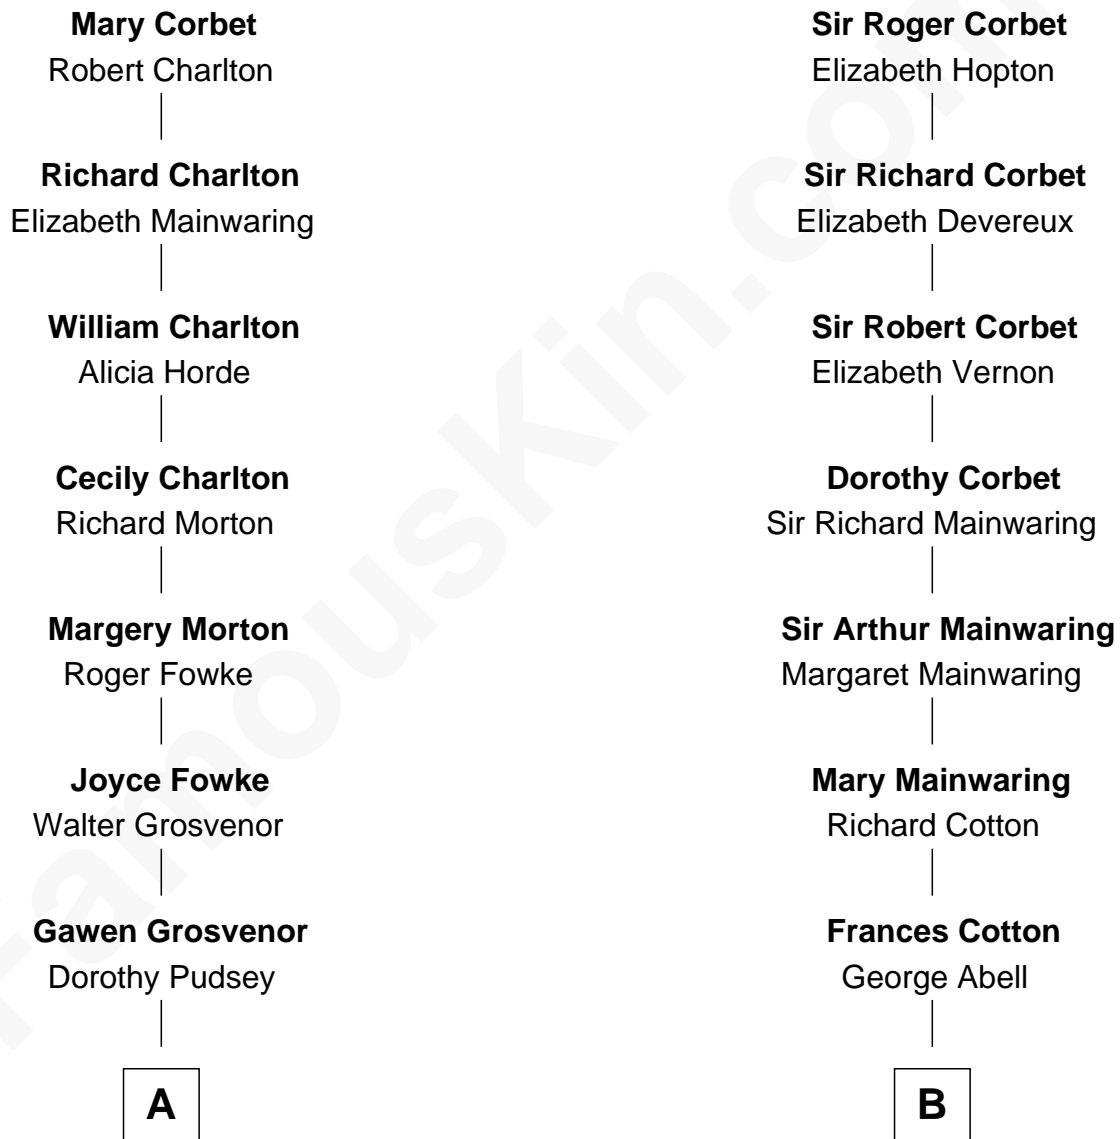 Mary Corbet
Robert Charlton
Richard Charlton
Elizabeth Mainwaring
William Charlton
Alicia Horde
Cecily Charlton
Richard Morton
Margery Morton
Roger Fowke
Joyce Fowke
Walter Grosvenor
Gawen Grosvenor
Dorothy Pudsey
A
Sir Roger Corbet
Elizabeth Hopton
Sir Richard Corbet
Elizabeth Devereux
Sir Robert Corbet
Elizabeth Vernon
Dorothy Corbet
Sir Richard Mainwaring
Sir Arthur Mainwaring
Margaret Mainwaring
Mary Mainwaring
Richard Cotton
Frances Cotton
George Abell
B
FamousKin.com